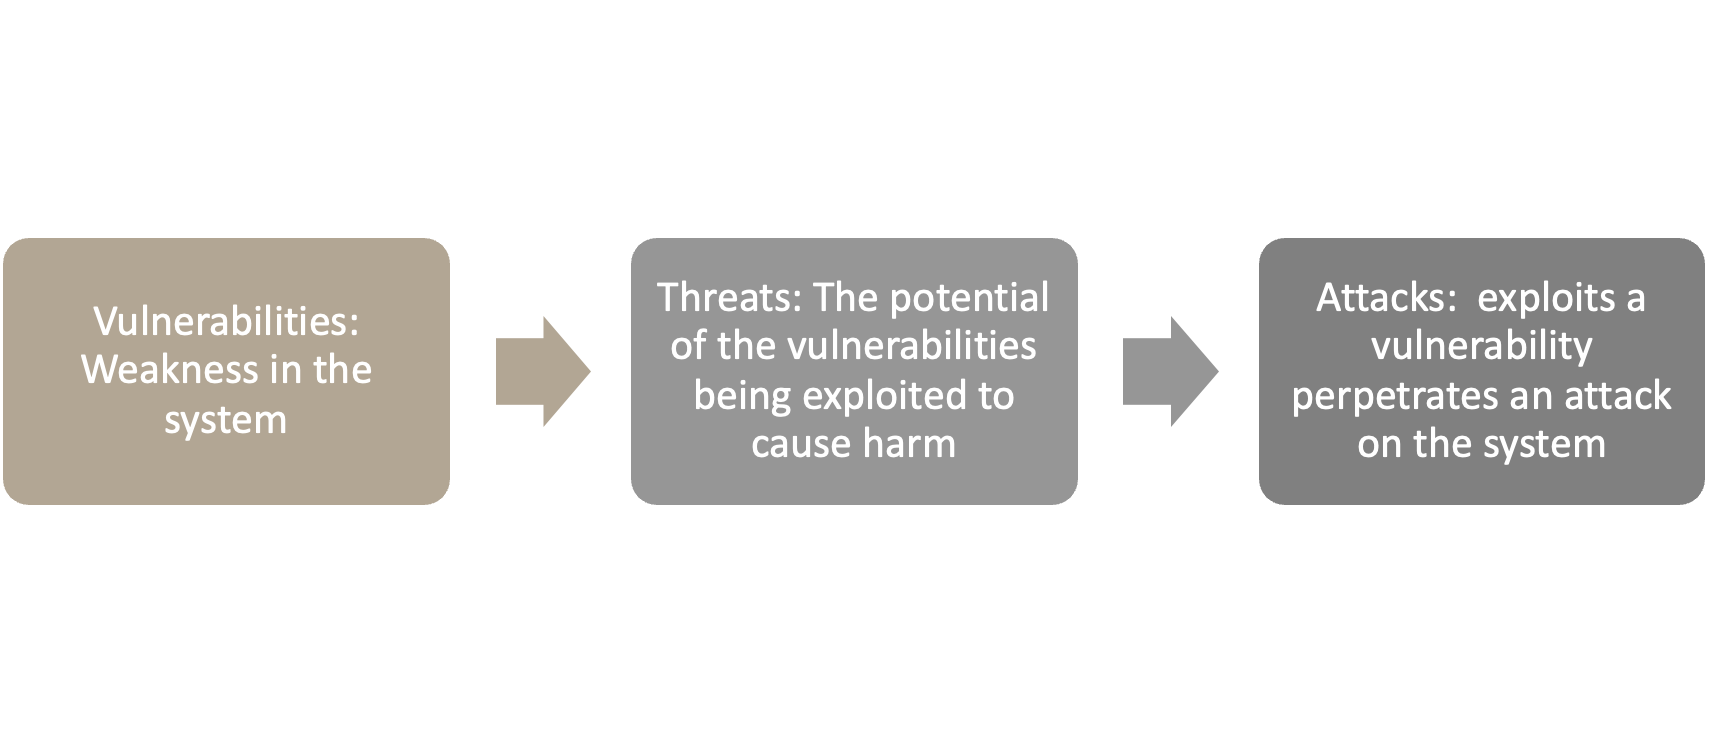 Vulnerabilities:
Weakness in the
system
Threats: The potential
of the vulnerabilities
being exploited to
cause harm
Attacks:  exploits a
vulnerability
perpetrates an attack
on the system